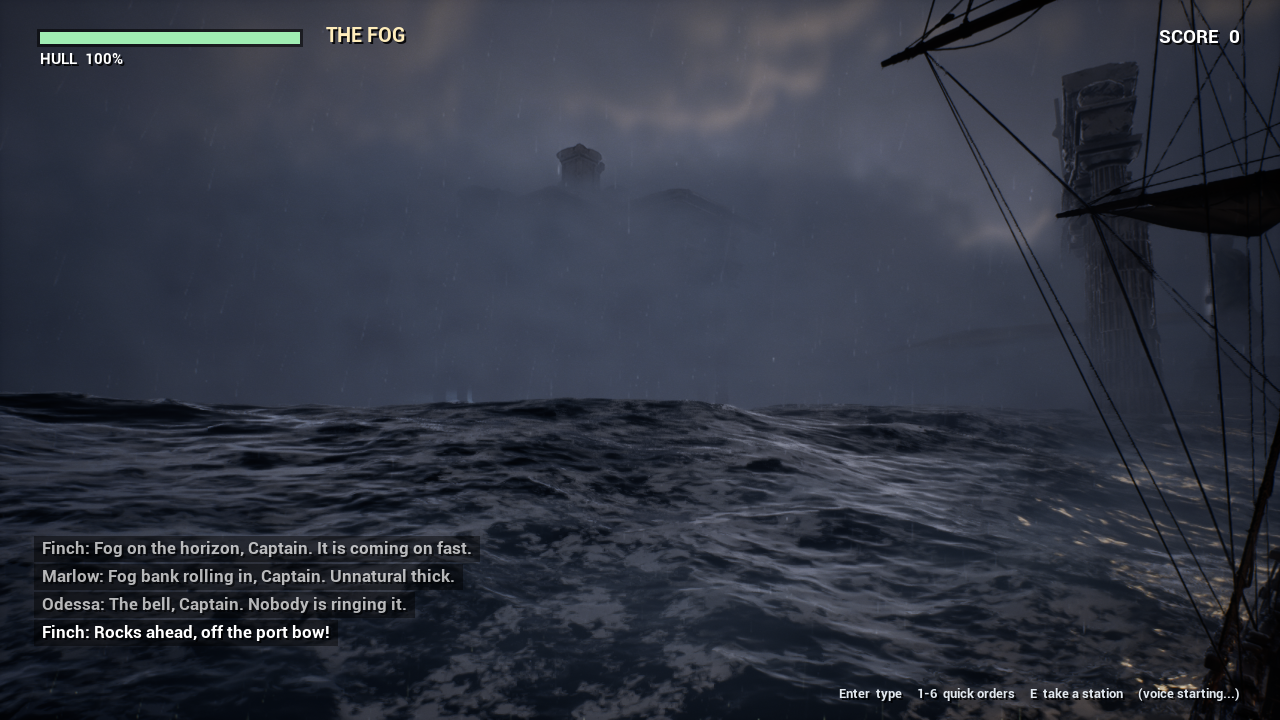 THE FOG
SCORE 0
HULL 100%
Finch: Fog on the horizon, Captain. It is coming on fast.
Marlow: Fog bank rolling in, Captain. Unnatural thick.
Odessa: The bell, Captain. Nobody is ringing it.
Finch: Rocks ahead, off the port bow!
Enter type 1-6 quick orders E take a station (voice starting...)